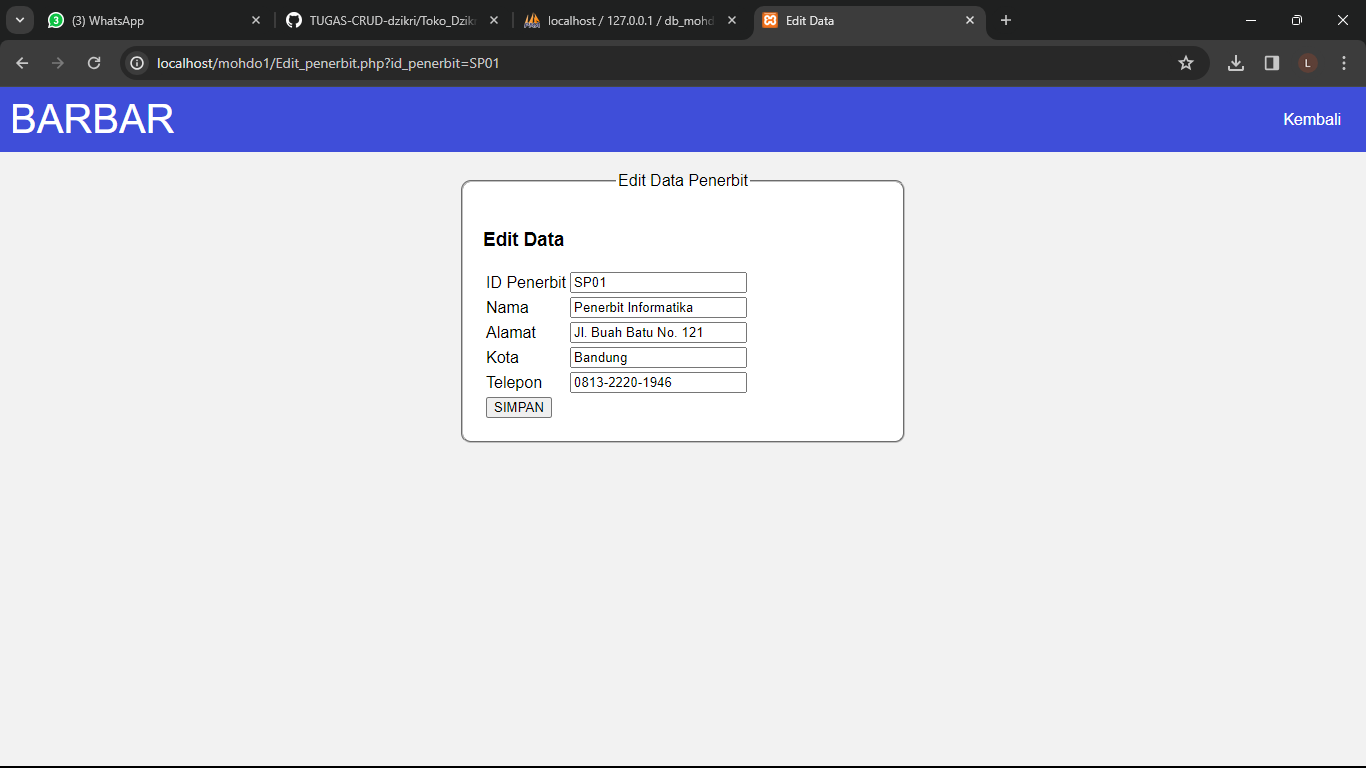 (3) WhatsApp
TUGAS-CRUD-dzikri/Toko_Dzik
localhost / 127.0.0.1 / db_mohd
Edit Data
localhost/mohdo1/Edit_penerbit.php?id_penerbit=SP01
L
BARBAR
Kembali
Edit Data Penerbit
Edit Data
ID Penerbit SP01
Nama Penerbit Informatika
Alamat Jl. Buah Batu No. 121
Kota Bandung
Telepon 0813-2220-1946
SIMPAN